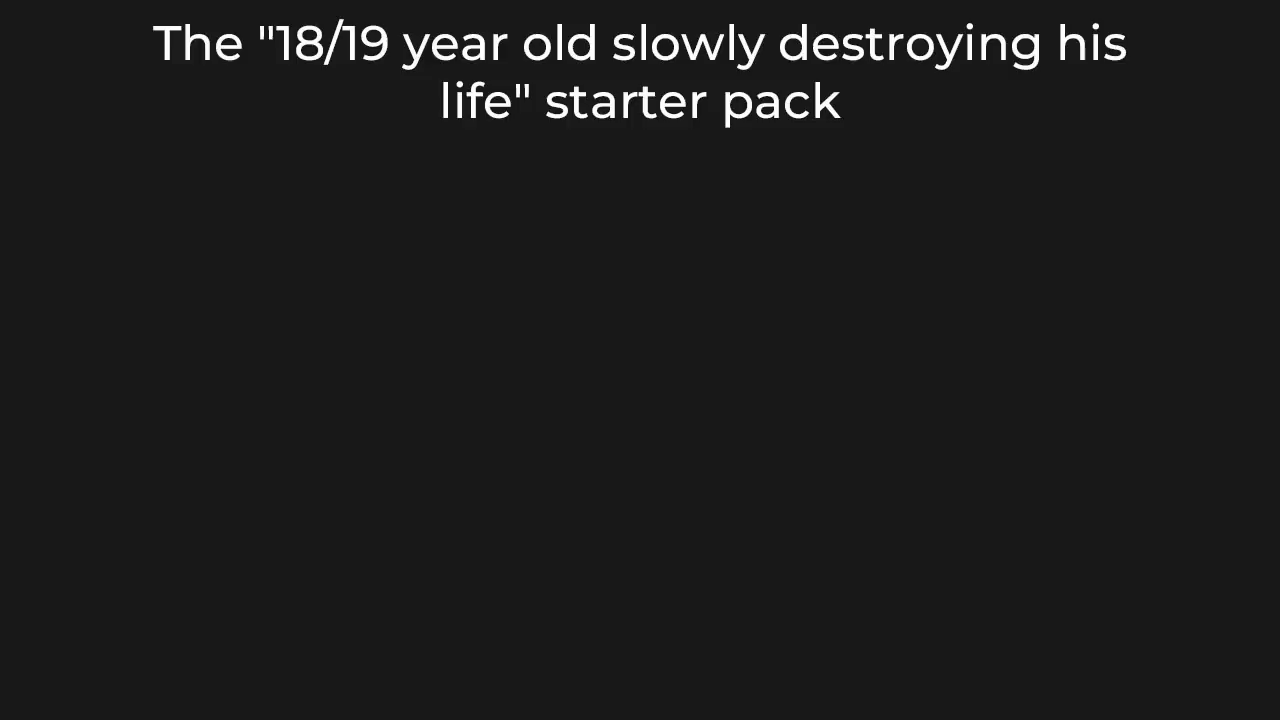 The "18/19 year old slowly destroying his
life" starter pack